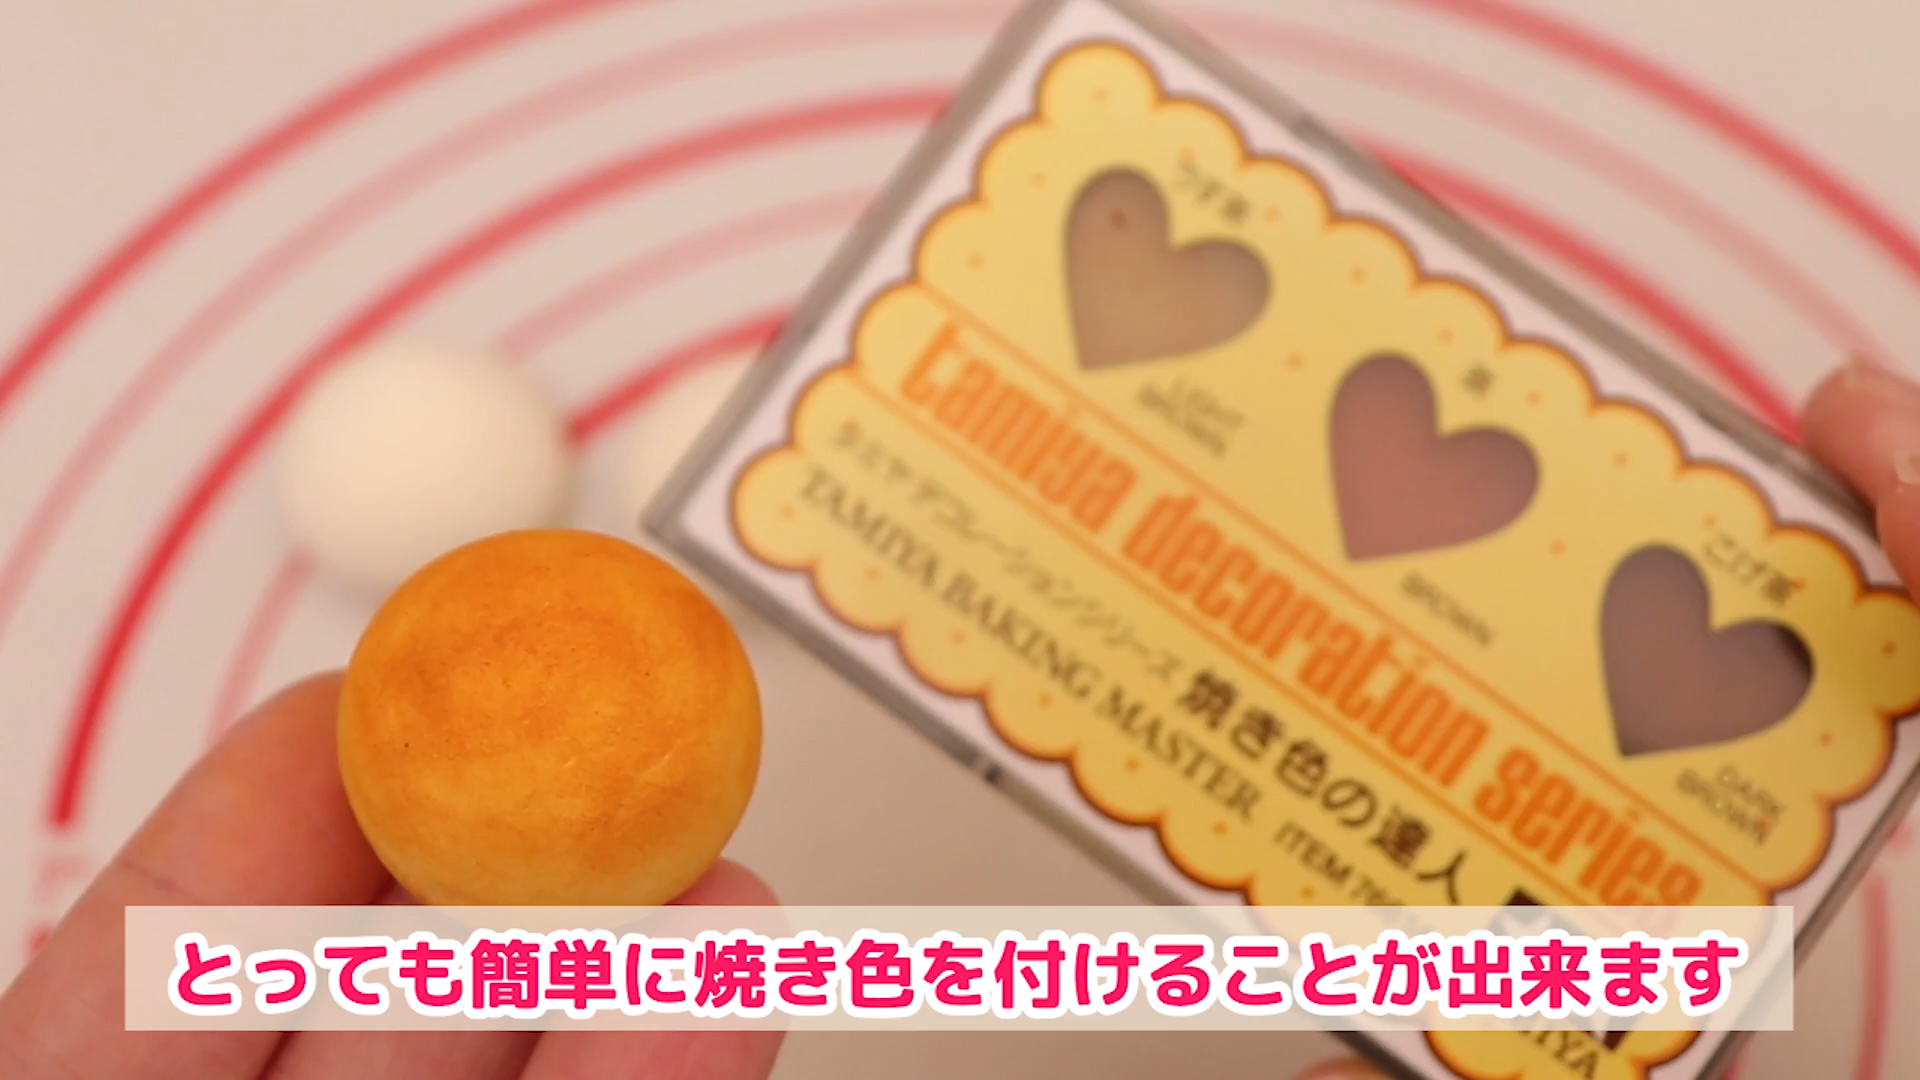 うす茶
LIGHT
BROWN
茶
BROWN
こげ茶
DARK
BROWN
tamiya decoration series
タミヤ デコレーションシリーズ 焼き色の達人
TAMIYA BAKING MASTER
とっても簡単に焼き色を付けることが出来ます